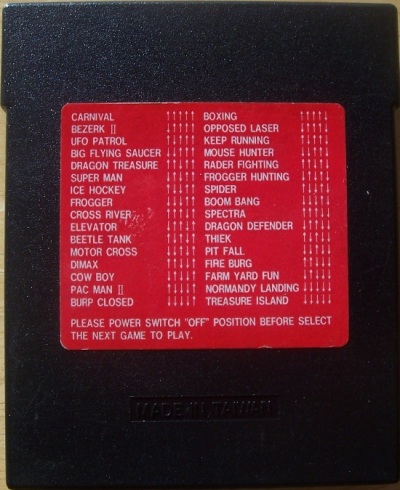 CARNIVAL BOXING
BEZERK II OPPOSED LASER
UFO PATROL KEEP RUNNING
BIG FLYING SAUCER MOUSE HUNTER
DRAGON TREASURE RADER FIGHTING
SUPER MAN FROGGER HUNTING
ICE HOCKEY SPIDER
FROGGER BOOM BANG
CROSS RIVER SPECTRA
ELEVATOR DRAGON DEFENDER
BEETLE TANK THIEK
MOTOR CROSS PIT FALL
DIMAX FIRE BURG
COW BOY FARM YARD FUN
PAC MAN II NORMANDY LANDING
BURP CLOSED TREASURE ISLAND
PLEASE POWER SWITCH "OFF" POSITION BEFORE SELECT
THE NEXT GAME TO PLAY.
MADE IN TAIWAN